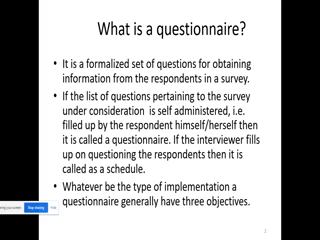 What is a questionnaire?
• It is a formalized set of questions for obtaining
information from the respondents in a survey.
• If the list of questions pertaining to the survey
under consideration is self administered, i.e.
filled up by the respondent himself/herself then
it is called a questionnaire. If the interviewer fills
up on questioning the respondents then it is
called as a schedule.
• Whatever be the type of implementation a
questionnaire generally have three objectives.
your screen Stop sharing
2